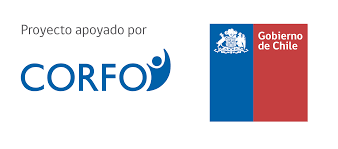 Proyecto apoyado por
CORFO
Gobierno
de Chile